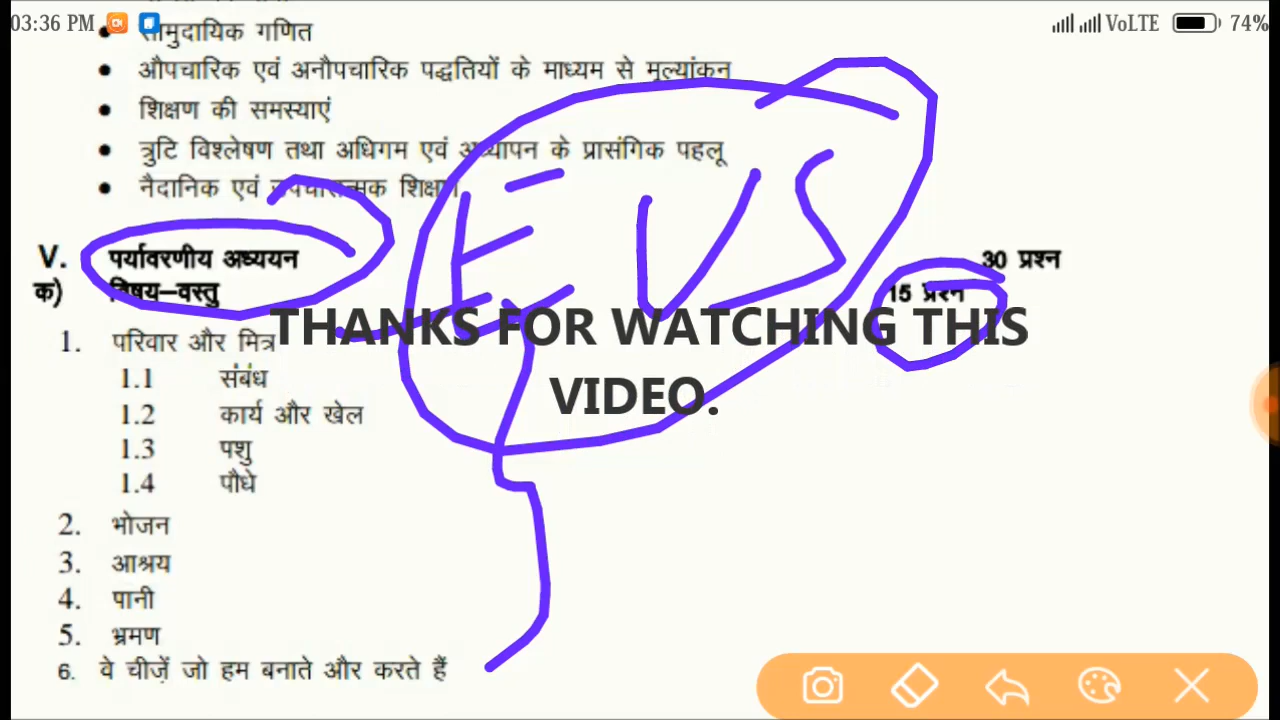 03:36 PM VoLTE 74%
सामुदायिक गणित
• औपचारिक एवं अनौपचारिक पद्धतियों के माध्यम से मूल्यांकन
• शिक्षण की समस्याएं
• त्रुटि विश्लेषण तथा अधिगम एवं अध्यापन के प्रासंगिक पहलू
• नैदानिक एवं उपचारात्मक शिक्षण
EVS
V. पर्यावरणीय अध्ययन 30 प्रश्न
क) विषय–वस्तु 15 प्रश्न
THANKS FOR WATCHING THIS
VIDEO.
1. परिवार और मित्र
1.1 संबंध
1.2 कार्य और खेल
1.3 पशु
1.4 पौधे
2. भोजन
3. आश्रय
4. पानी
5. भ्रमण
6. वे चीज़ें जो हम बनाते और करते हैं